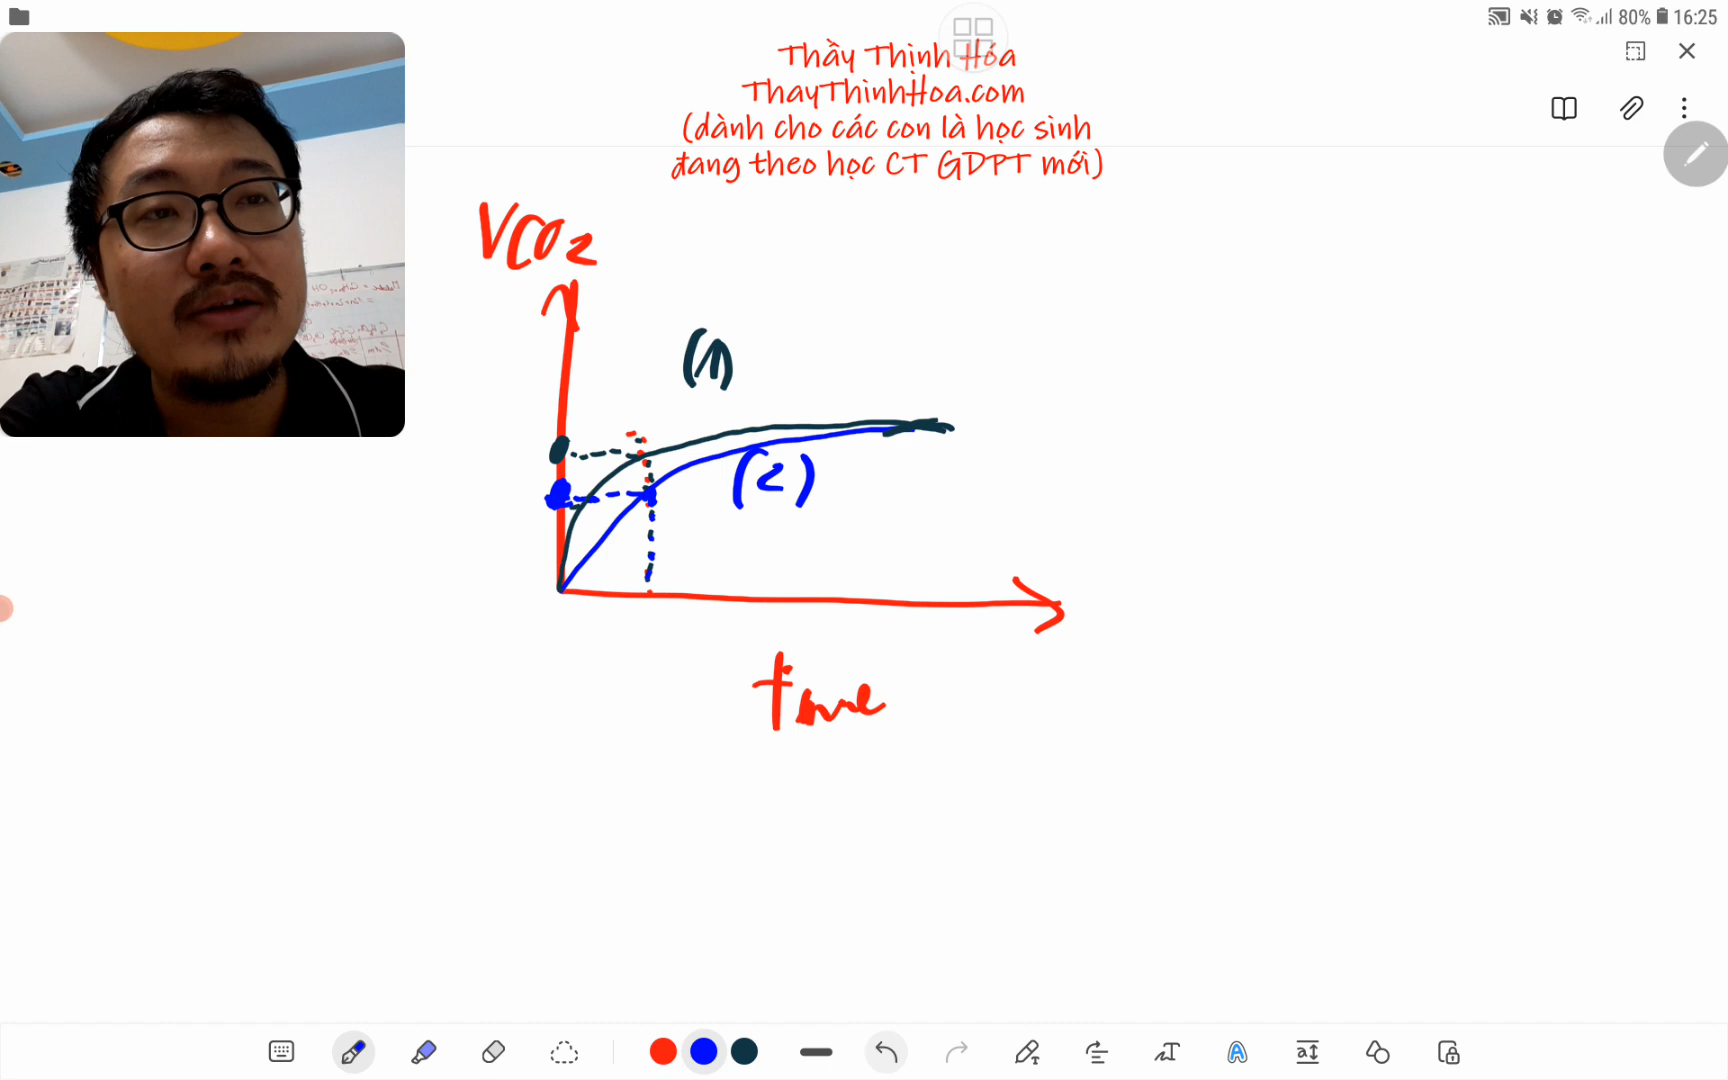 80% 16:25
Thầy Thịnh Hóa
ThayThinhHoa.com
(dành cho các con là học sinh
đang theo học CT GDPT mới)
VCO2
(1)
(2)
time